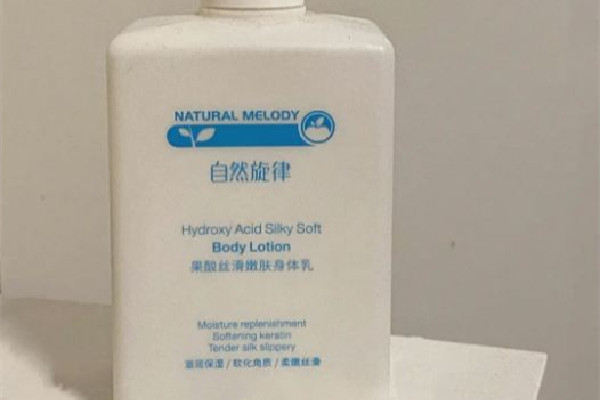 NATURAL MELODY
自然旋律
Hydroxy Acid Silky Soft
Body Lotion
果酸丝滑嫩肤身体乳
Moisture replenishment
Softening keratin
Tender silk slippery
滋润保湿 / 软化角质 / 柔嫩丝滑